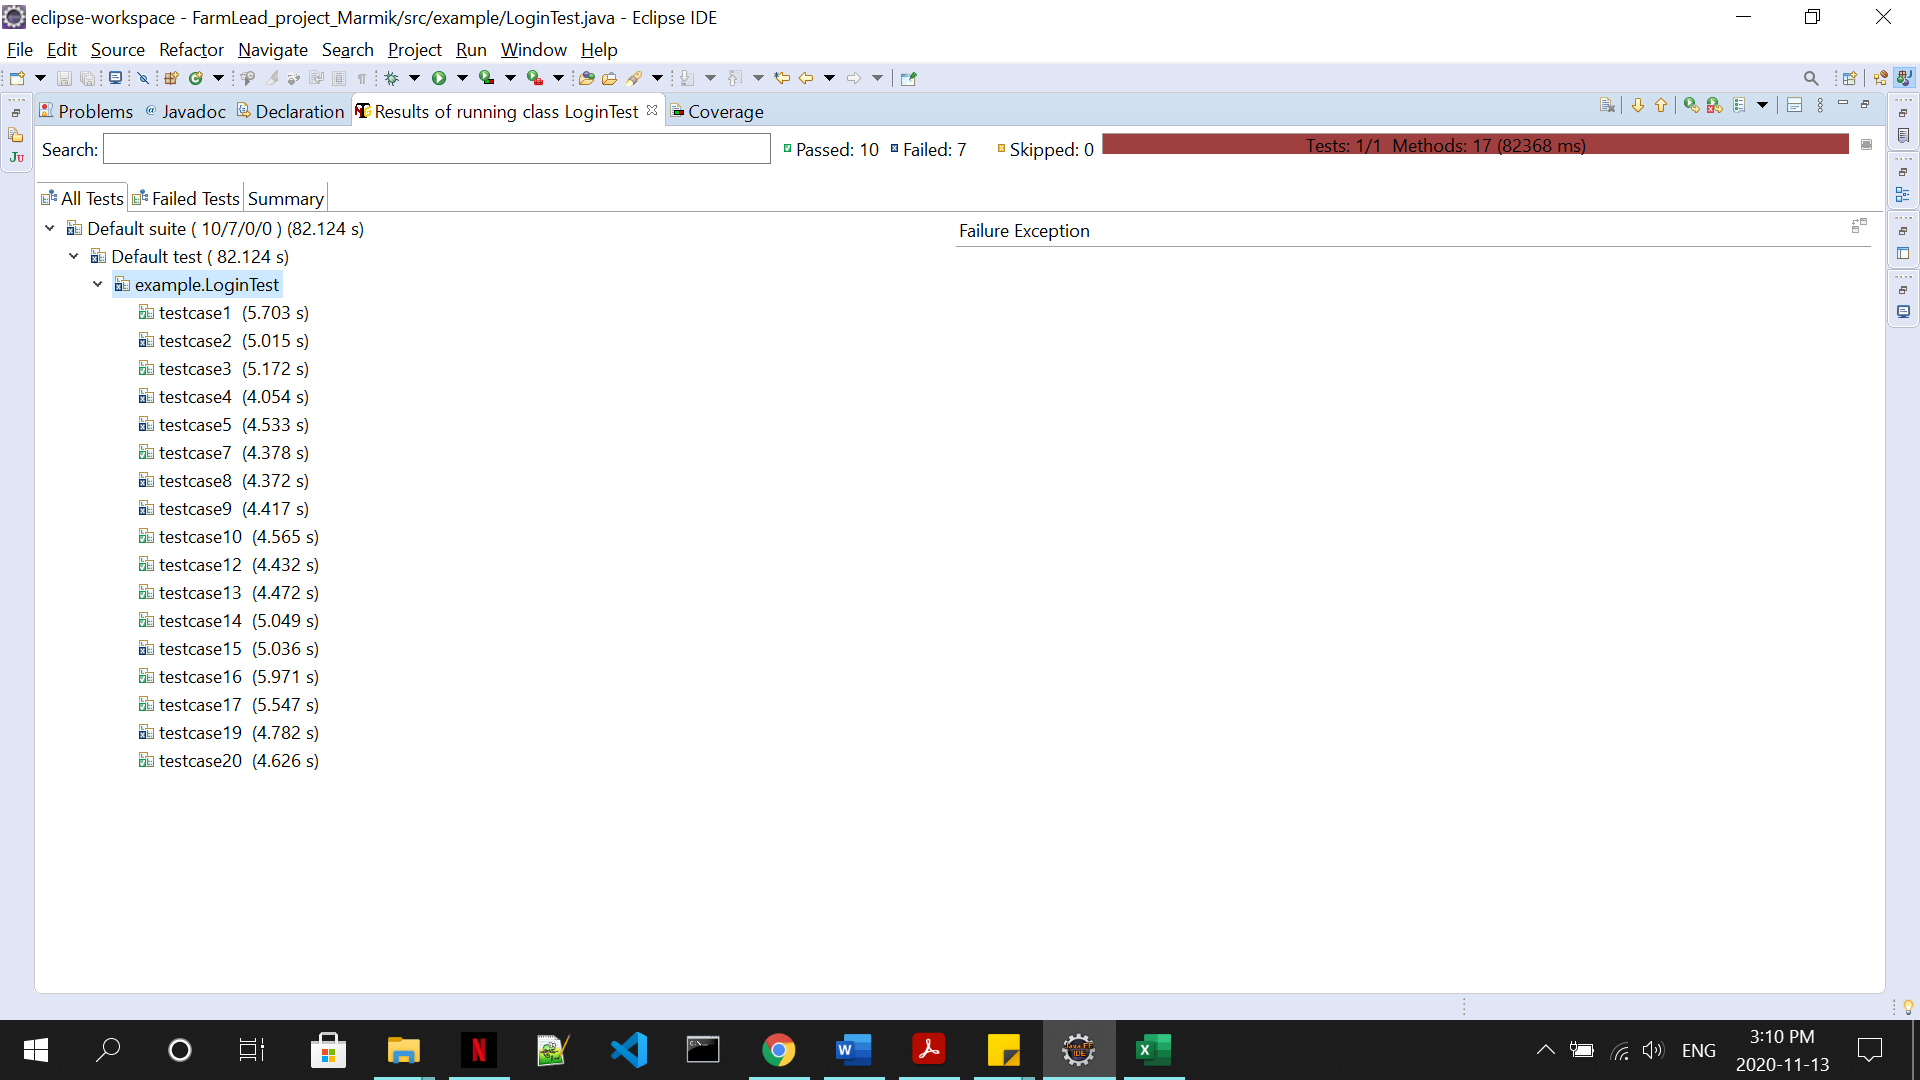 eclipse-workspace - FarmLead_project_Marmik/src/example/LoginTest.java - Eclipse IDE
File Edit Source Refactor Navigate Search Project Run Window Help
Problems @ Javadoc Declaration Results of running class LoginTest Coverage
Search: Passed: 10 Failed: 7 Skipped: 0 Tests: 1/1 Methods: 17 (82368 ms)
All Tests Failed Tests Summary
Default suite ( 10/7/0/0 ) (82.124 s)
Failure Exception
Default test ( 82.124 s)
example.LoginTest
testcase1 (5.703 s)
testcase2 (5.015 s)
testcase3 (5.172 s)
testcase4 (4.054 s)
testcase5 (4.533 s)
testcase7 (4.378 s)
testcase8 (4.372 s)
testcase9 (4.417 s)
testcase10 (4.565 s)
testcase12 (4.432 s)
testcase13 (4.472 s)
testcase14 (5.049 s)
testcase15 (5.036 s)
testcase16 (5.971 s)
testcase17 (5.547 s)
testcase19 (4.782 s)
testcase20 (4.626 s)
ENG
3:10 PM
2020-11-13